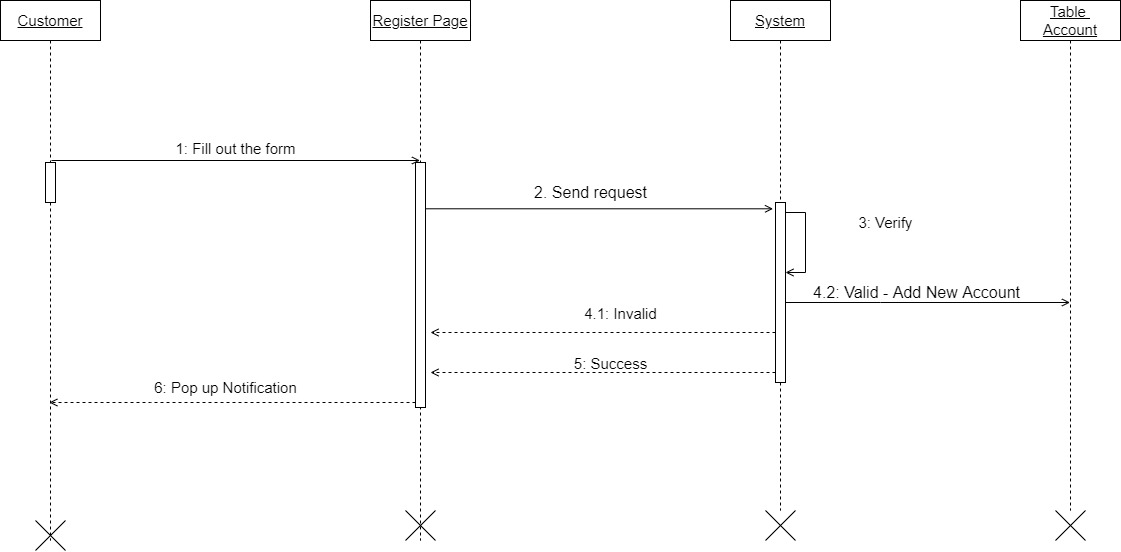 Customer
Register Page
System
Table
Account
1: Fill out the form
2. Send request
3: Verify
4.2: Valid - Add New Account
4.1: Invalid
5: Success
6: Pop up Notification